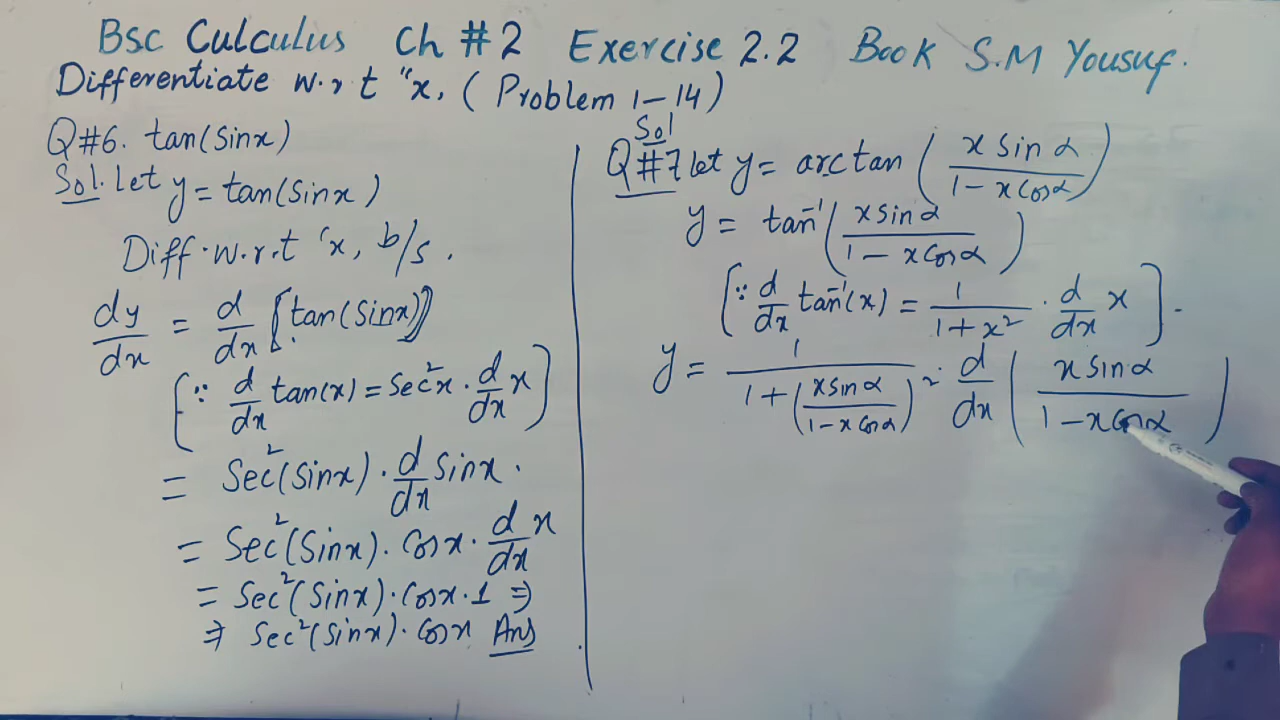 Bsc Culculus Ch #2 Exercise 2.2 Book S.M Yousuf.
Differentiate w.r.t "x, (Problem 1-14)
Q#6. tan(Sinx)
Sol. Let y = tan(Sinx)
Diff. w.r.t 'x, b/s.
dy/dx = d/dx [tan(Sinx)]
{∵ d/dx tan(x) = Sec²x · d/dx x}
= Sec²(Sinx) · d/dx Sinx.
= Sec²(Sinx) · Cosx · d/dx x
= Sec²(Sinx) · Cosx · 1 ⇒
⇒ Sec²(Sinx) · Cosx Ans
Sol
Q#7 let y = arc tan (x Sin α / 1 - x Cos α)
y = tan⁻¹ (x Sin α / 1 - x Cos α)
[∵ d/dx tan⁻¹(x) = 1 / 1 + x² · d/dx x].
y = 1 / 1 + (x Sin α / 1 - x Cos α)² · d/dx (x Sin α / 1 - x Cos α)